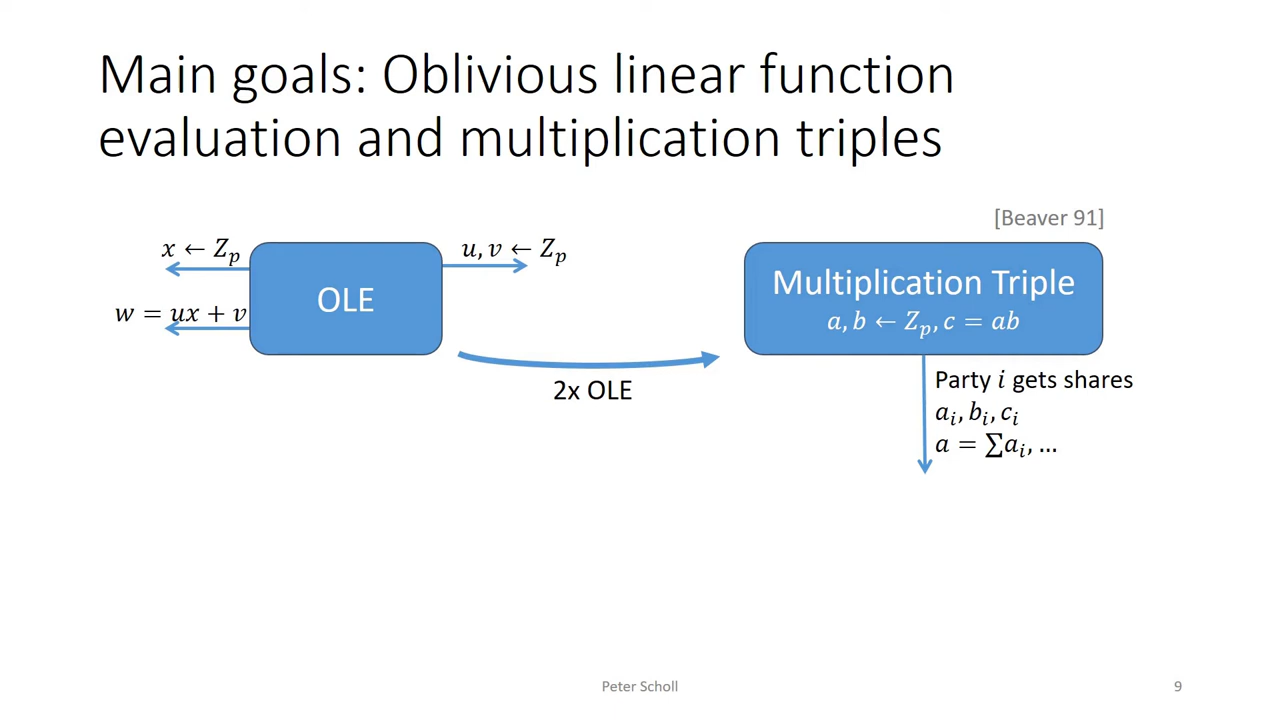 Main goals: Oblivious linear function
evaluation and multiplication triples
[Beaver 91]
x ← Z_p
u, v ← Z_p
OLE
w = ux + v
Multiplication Triple
a, b ← Z_p, c = ab
2x OLE
Party i gets shares
a_i, b_i, c_i
a = ∑a_i, …
Peter Scholl
9